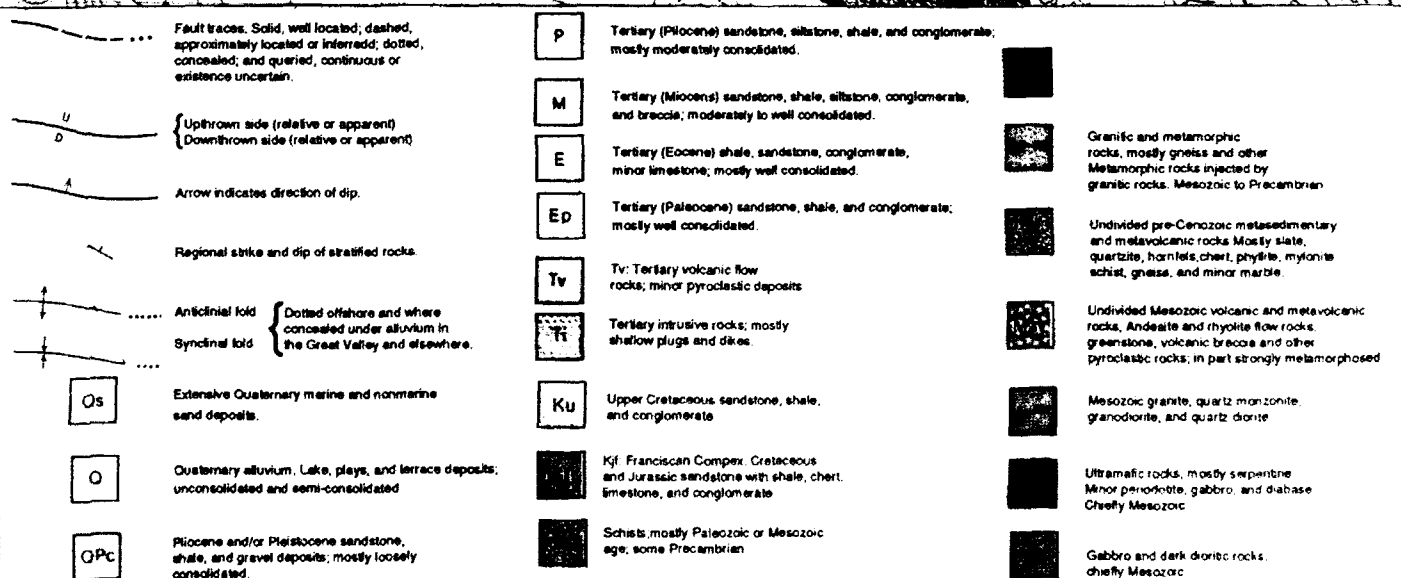 Fault traces. Solid, well located; dashed,
approximately located or inferredd; dotted,
concealed; and queried, continuous or
existence uncertain.
U
D
Upthrown side (relative or apparent)
Downthrown side (relative or apparent)
Arrow indicates direction of dip.
Regional strike and dip of stratified rocks.
Anticlinial fold
Synclinal fold
Dotted offshore and where
concealed under alluvium in
the Great Valley and elsewhere.
Qs
Extensive Quaternary marine and nonmarine
sand deposits.
Q
Quaternary alluvium, Lake, playa, and terrace deposits;
unconsolidated and semi-consolidated
QPc
Pliocene and/or Pleistocene sandstone,
shale, and gravel deposits; mostly loosely
consolidated.
P
Tertiary (Pliocene) sandstone, siltstone, shale, and conglomerate;
mostly moderately consolidated.
M
Tertiary (Miocens) sandstone, shale, siltstone, conglomerate,
and breccia; moderately to well consolidated.
E
Tertiary (Eocene) shale, sandstone, conglomerate,
minor limestone; mostly well consolidated.
Ep
Tertiary (Paleocene) sandstone, shale, and conglomerate;
mostly well consolidated.
Tv
Tv: Tertiary volcanic flow
rocks; minor pyroclastic deposits
Ti
Tertiary intrusive rocks; mostly
shallow plugs and dikes.
Ku
Upper Cretaceous sandstone, shale,
and conglomerate
Kjf: Franciscan Compex. Cretaceous
and Jurassic sandstone with shale, chert,
limestone, and conglomerate
Schists;mostly Paleozoic or Mesozoic
age; some Precambrian
Granific and metamorphic
rocks, mostly gneiss and other
Metamorphic rocks injected by
granitic rocks. Mesozoic to Precambrian
Undivided pre-Cenozoic metasedimentary
and metavolcanic rocks Mostly slate,
quartzite, hornfels,chert, phyllite, mylonite
schist, gneiss, and minor marble.
Undivided Mesozoic volcanic and metavolcanic
rocks, Andesite and rhyolite flow rocks,
greenstone, volcanic breccia and other
pyroclastic rocks; in part strongly metamorphosed
Mesozoic granite, quartz monzonite,
granodiorite, and quartz diorite
Ultramafic rocks, mostly serpentine
Minor periodotite, gabbro, and diabase
Chiefly Mesozoic
Gabbro and dark dioritic rocks,
chiefly Mesozoic